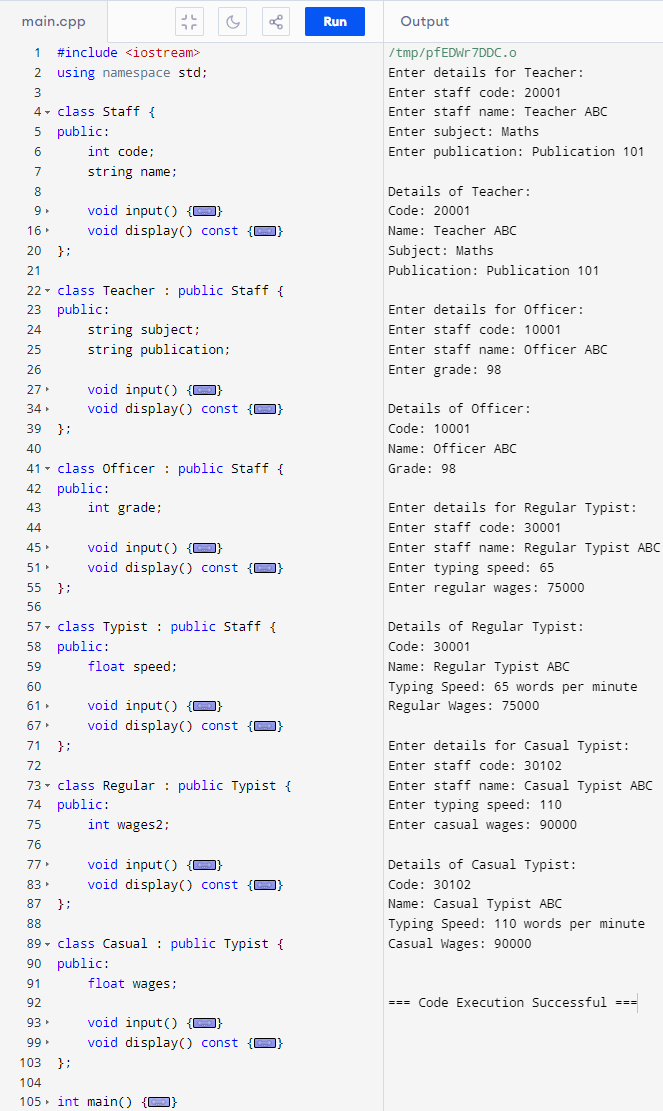 main.cpp
Run
Output
1 #include <iostream>
2 using namespace std;
3
4 class Staff {
5 public:
6     int code;
7     string name;
8
9     void input() {}
16     void display() const {}
20 };
21
22 class Teacher : public Staff {
23 public:
24     string subject;
25     string publication;
26
27     void input() {}
34     void display() const {}
39 };
40
41 class Officer : public Staff {
42 public:
43     int grade;
44
45     void input() {}
51     void display() const {}
55 };
56
57 class Typist : public Staff {
58 public:
59     float speed;
60
61     void input() {}
67     void display() const {}
71 };
72
73 class Regular : public Typist {
74 public:
75     int wages2;
76
77     void input() {}
83     void display() const {}
87 };
88
89 class Casual : public Typist {
90 public:
91     float wages;
92
93     void input() {}
99     void display() const {}
103 };
104
105 int main() {}
/tmp/pfEDWr7DDC.o
Enter details for Teacher:
Enter staff code: 20001
Enter staff name: Teacher ABC
Enter subject: Maths
Enter publication: Publication 101

Details of Teacher:
Code: 20001
Name: Teacher ABC
Subject: Maths
Publication: Publication 101

Enter details for Officer:
Enter staff code: 10001
Enter staff name: Officer ABC
Enter grade: 98

Details of Officer:
Code: 10001
Name: Officer ABC
Grade: 98

Enter details for Regular Typist:
Enter staff code: 30001
Enter staff name: Regular Typist ABC
Enter typing speed: 65
Enter regular wages: 75000

Details of Regular Typist:
Code: 30001
Name: Regular Typist ABC
Typing Speed: 65 words per minute
Regular Wages: 75000

Enter details for Casual Typist:
Enter staff code: 30102
Enter staff name: Casual Typist ABC
Enter typing speed: 110
Enter casual wages: 90000

Details of Casual Typist:
Code: 30102
Name: Casual Typist ABC
Typing Speed: 110 words per minute
Casual Wages: 90000

=== Code Execution Successful ===